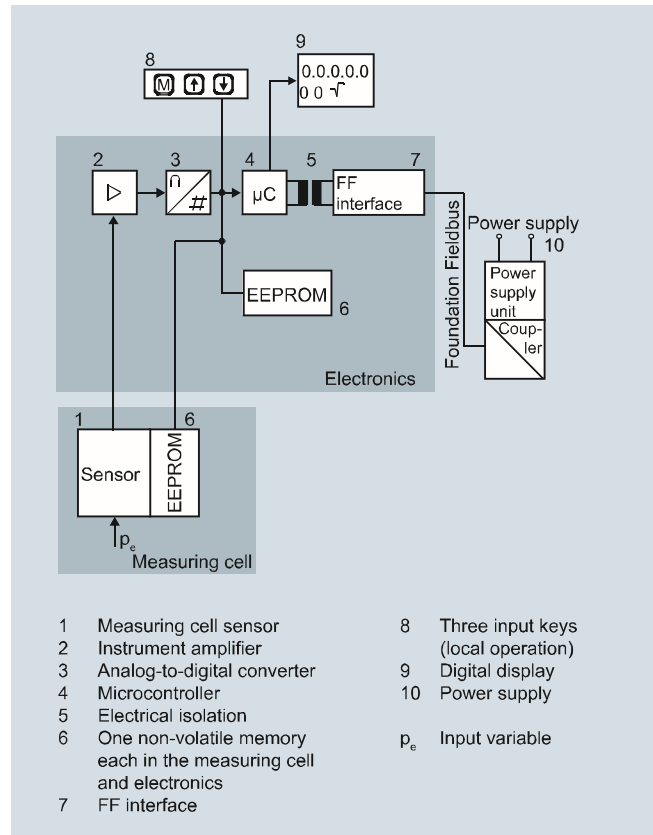 9
8
0.0.0.0.0
0 0 √
M
2
3
4
5
7
∩
#
µC
FF
interface
Foundation Fieldbus
Power supply
10
Power
supply
unit
Coup-
ler
EEPROM
6
Electronics
1
6
Sensor
EEPROM
pe
Measuring cell
1 Measuring cell sensor
2 Instrument amplifier
3 Analog-to-digital converter
4 Microcontroller
5 Electrical isolation
6 One non-volatile memory
each in the measuring cell
and electronics
7 FF interface
8 Three input keys
(local operation)
9 Digital display
10 Power supply
pe Input variable